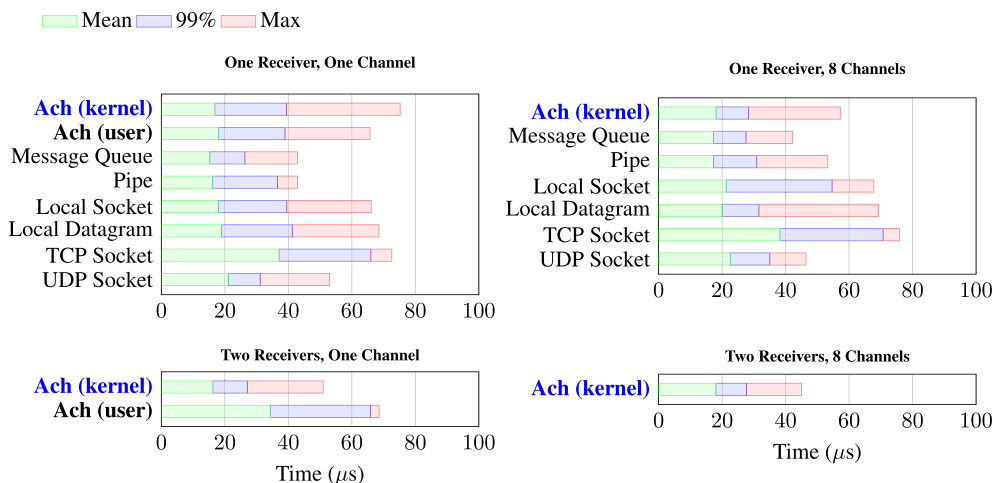 Mean 99% Max
One Receiver, One Channel
Ach (kernel)
Ach (user)
Message Queue
Pipe
Local Socket
Local Datagram
TCP Socket
UDP Socket
0 20 40 60 80 100
One Receiver, 8 Channels
Ach (kernel)
Message Queue
Pipe
Local Socket
Local Datagram
TCP Socket
UDP Socket
0 20 40 60 80 100
Two Receivers, One Channel
Ach (kernel)
Ach (user)
0 20 40 60 80 100
Time (μs)
Two Receivers, 8 Channels
Ach (kernel)
0 20 40 60 80 100
Time (μs)